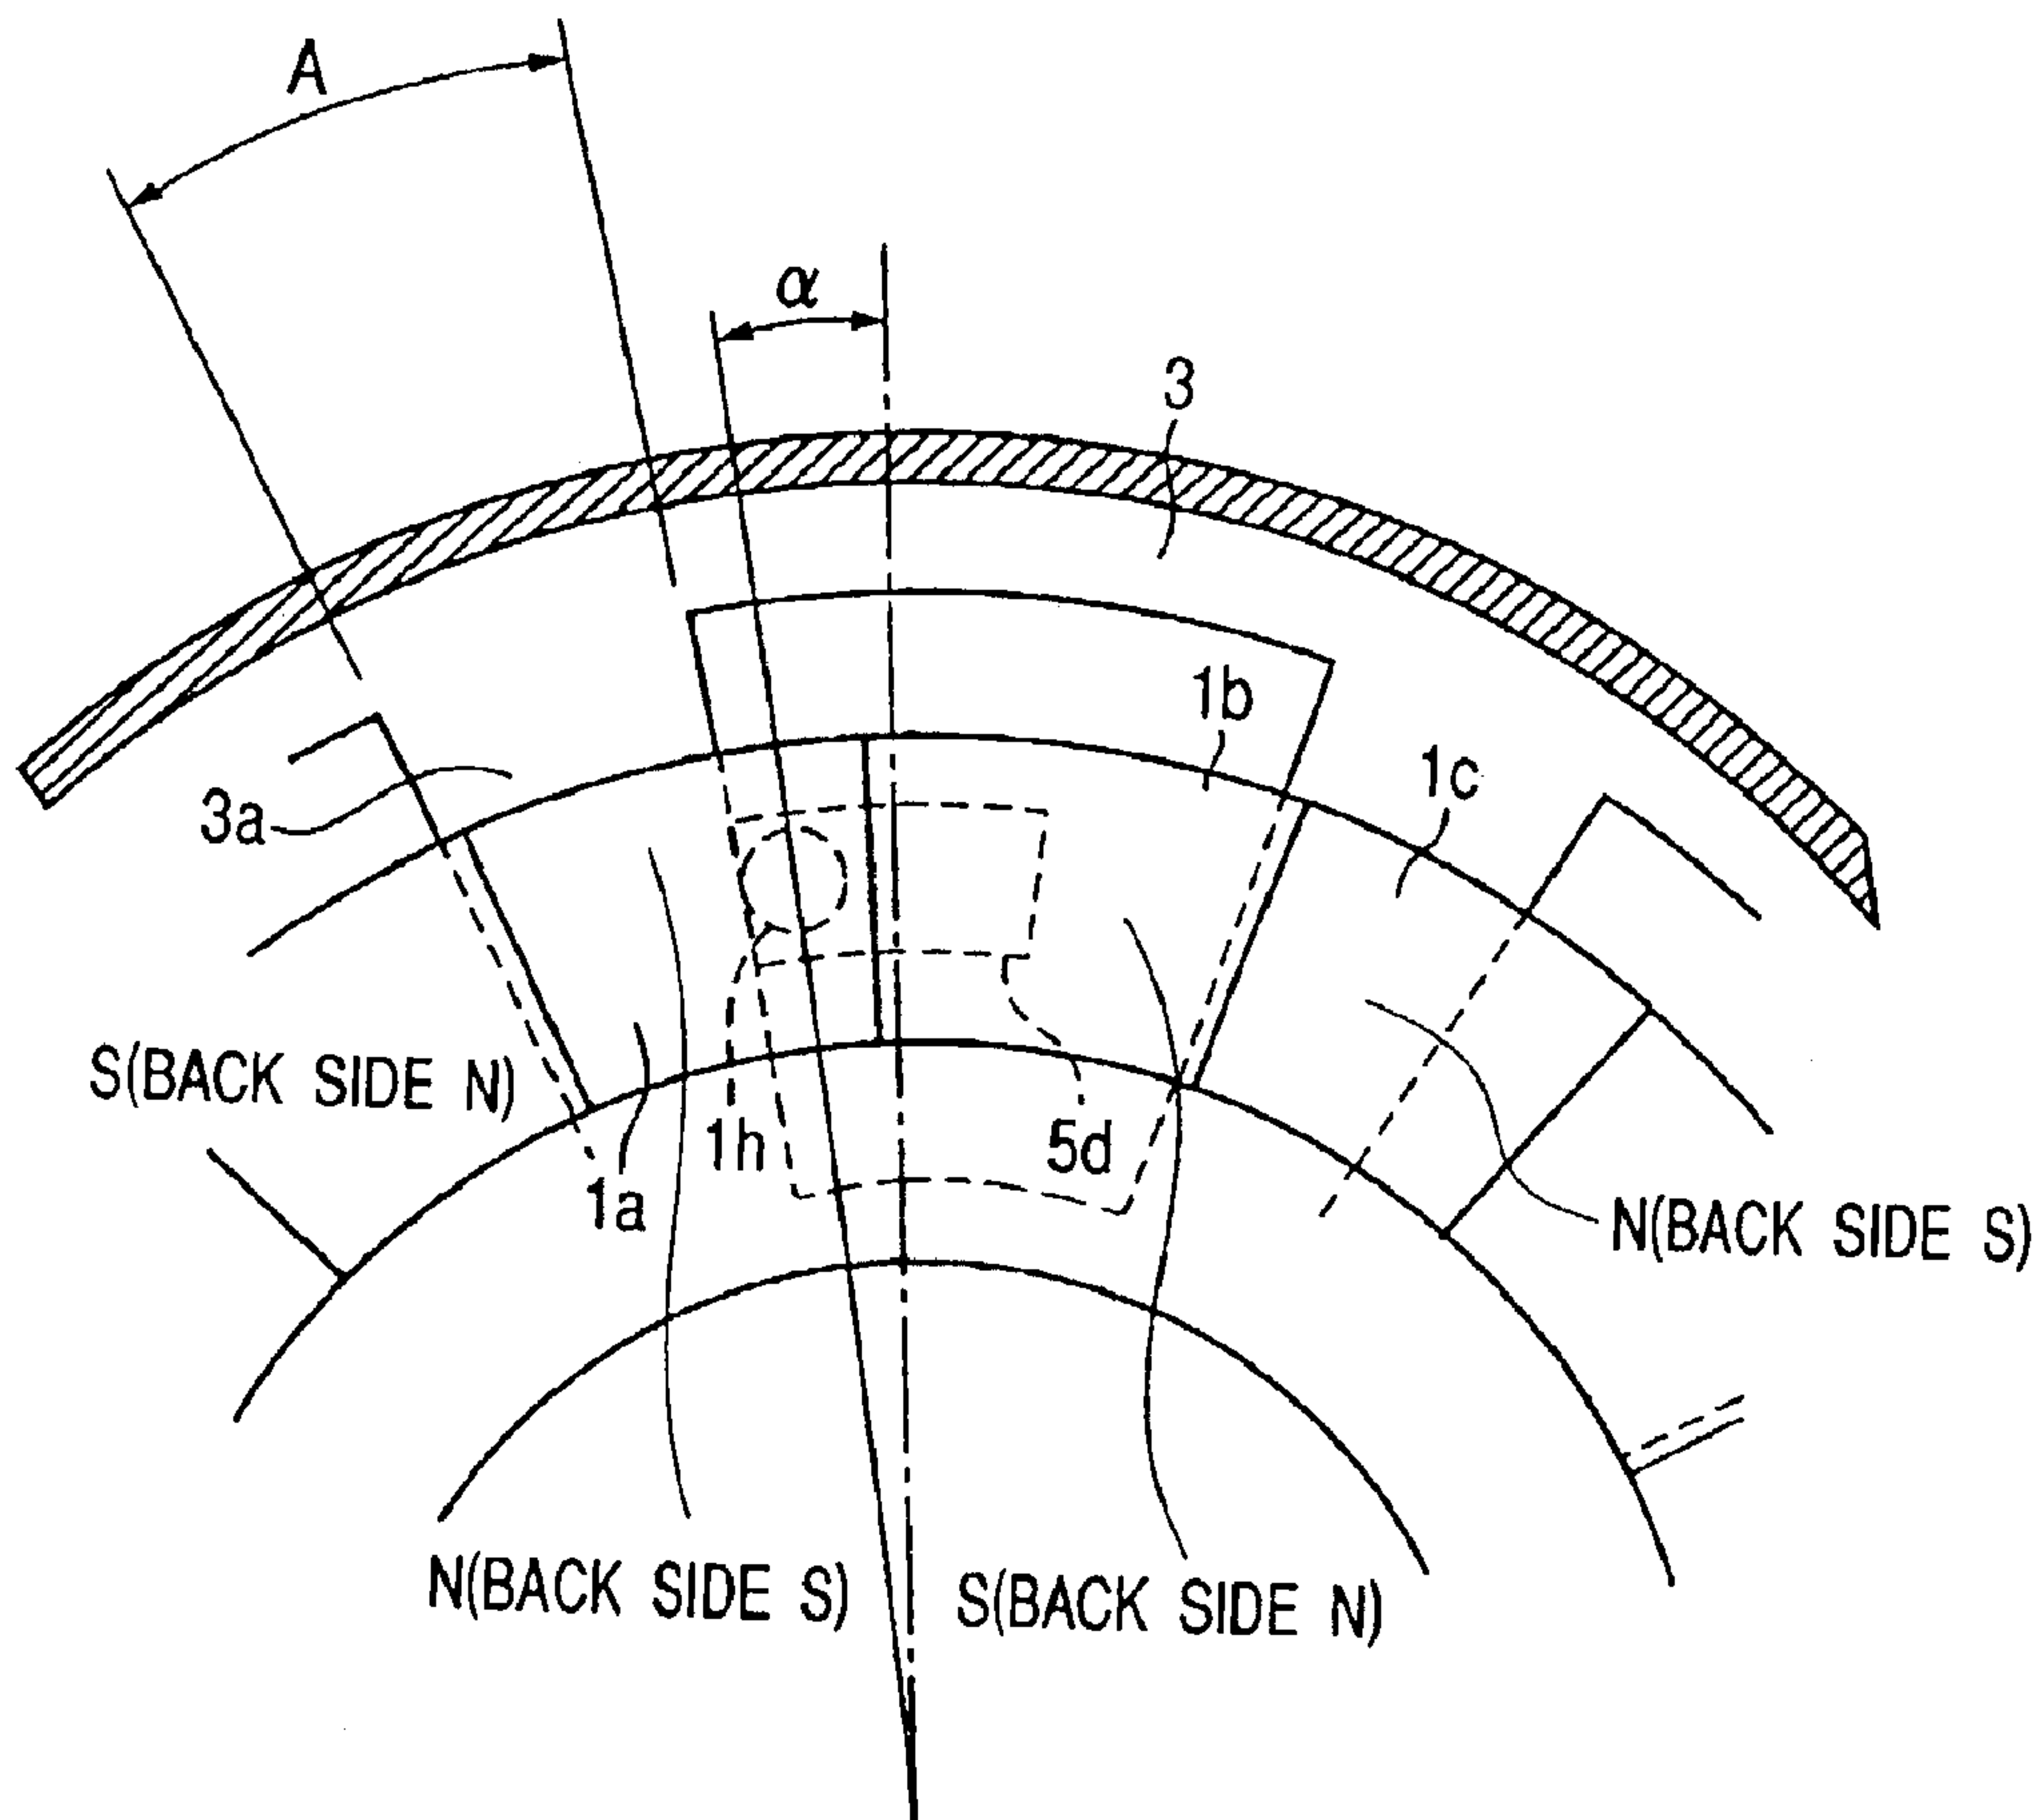 A
α
3
1b
1c
3a
S(BACK SIDE N)
1h
5d
1a
N(BACK SIDE S)
N(BACK SIDE S)
S(BACK SIDE N)